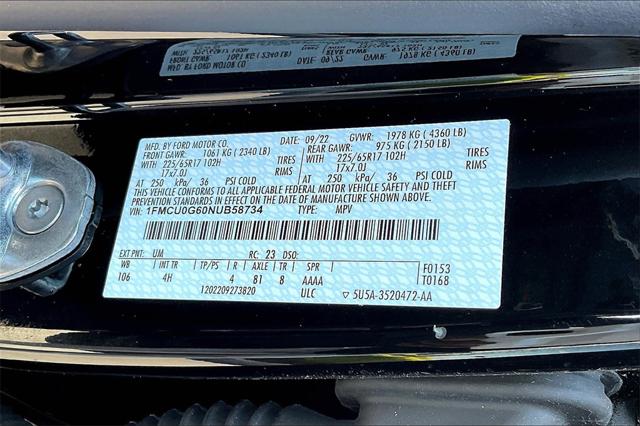 MFD. BY FORD MOTOR CO. DATE: 09/22 GVWR: 1978 KG (4360 LB)
FRONT GAWR: 1061 KG (2340 LB) REAR GAWR: 975 KG (2150 LB)
WITH 225/65R17 102H TIRES WITH 225/65R17 102H TIRES
17x7.0J RIMS 17x7.0J RIMS
AT 250 kPa/ 36 PSI COLD AT 250 kPa/ 36 PSI COLD
THIS VEHICLE CONFORMS TO ALL APPLICABLE FEDERAL MOTOR VEHICLE SAFETY AND THEFT
PREVENTION STANDARDS IN EFFECT ON THE DATE OF MANUFACTURE SHOWN ABOVE.
VIN: 1FMCU0G60NUB58734 TYPE: MPV
EXT PNT: UM RC: 23 DSO:
WB INT TR TP/PS R AXLE TR SPR F0153
106 4H 4 81 8 AAAA T0168
1202209273820 ULC 5U5A-3520472-AA